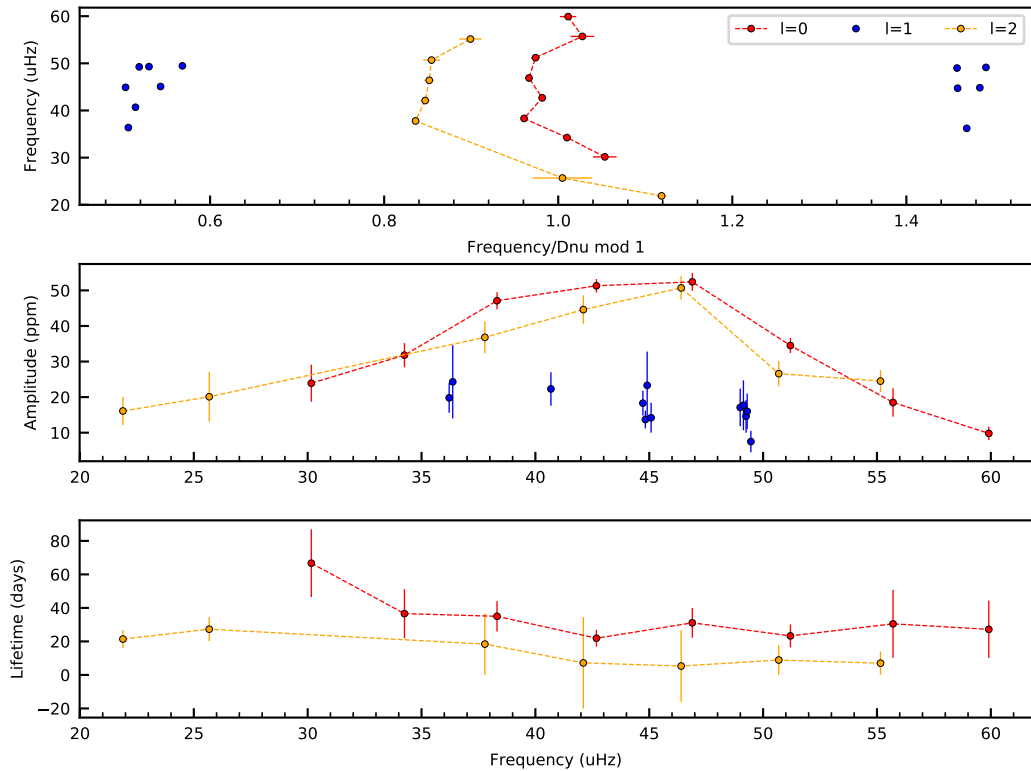 60
50
40
30
20
Frequency (uHz)
l=0 l=1 l=2
0.6 0.8 1.0 1.2 1.4
Frequency/Dnu mod 1
50
40
30
20
10
Amplitude (ppm)
20 25 30 35 40 45 50 55 60
80
60
40
20
0
−20
Lifetime (days)
20 25 30 35 40 45 50 55 60
Frequency (uHz)